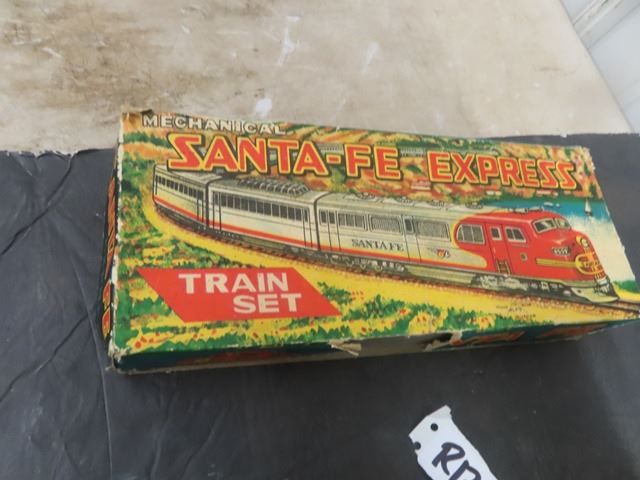 MECHANICAL
SANTA-FE EXPRESS
SANTA FE
TRAIN
SET